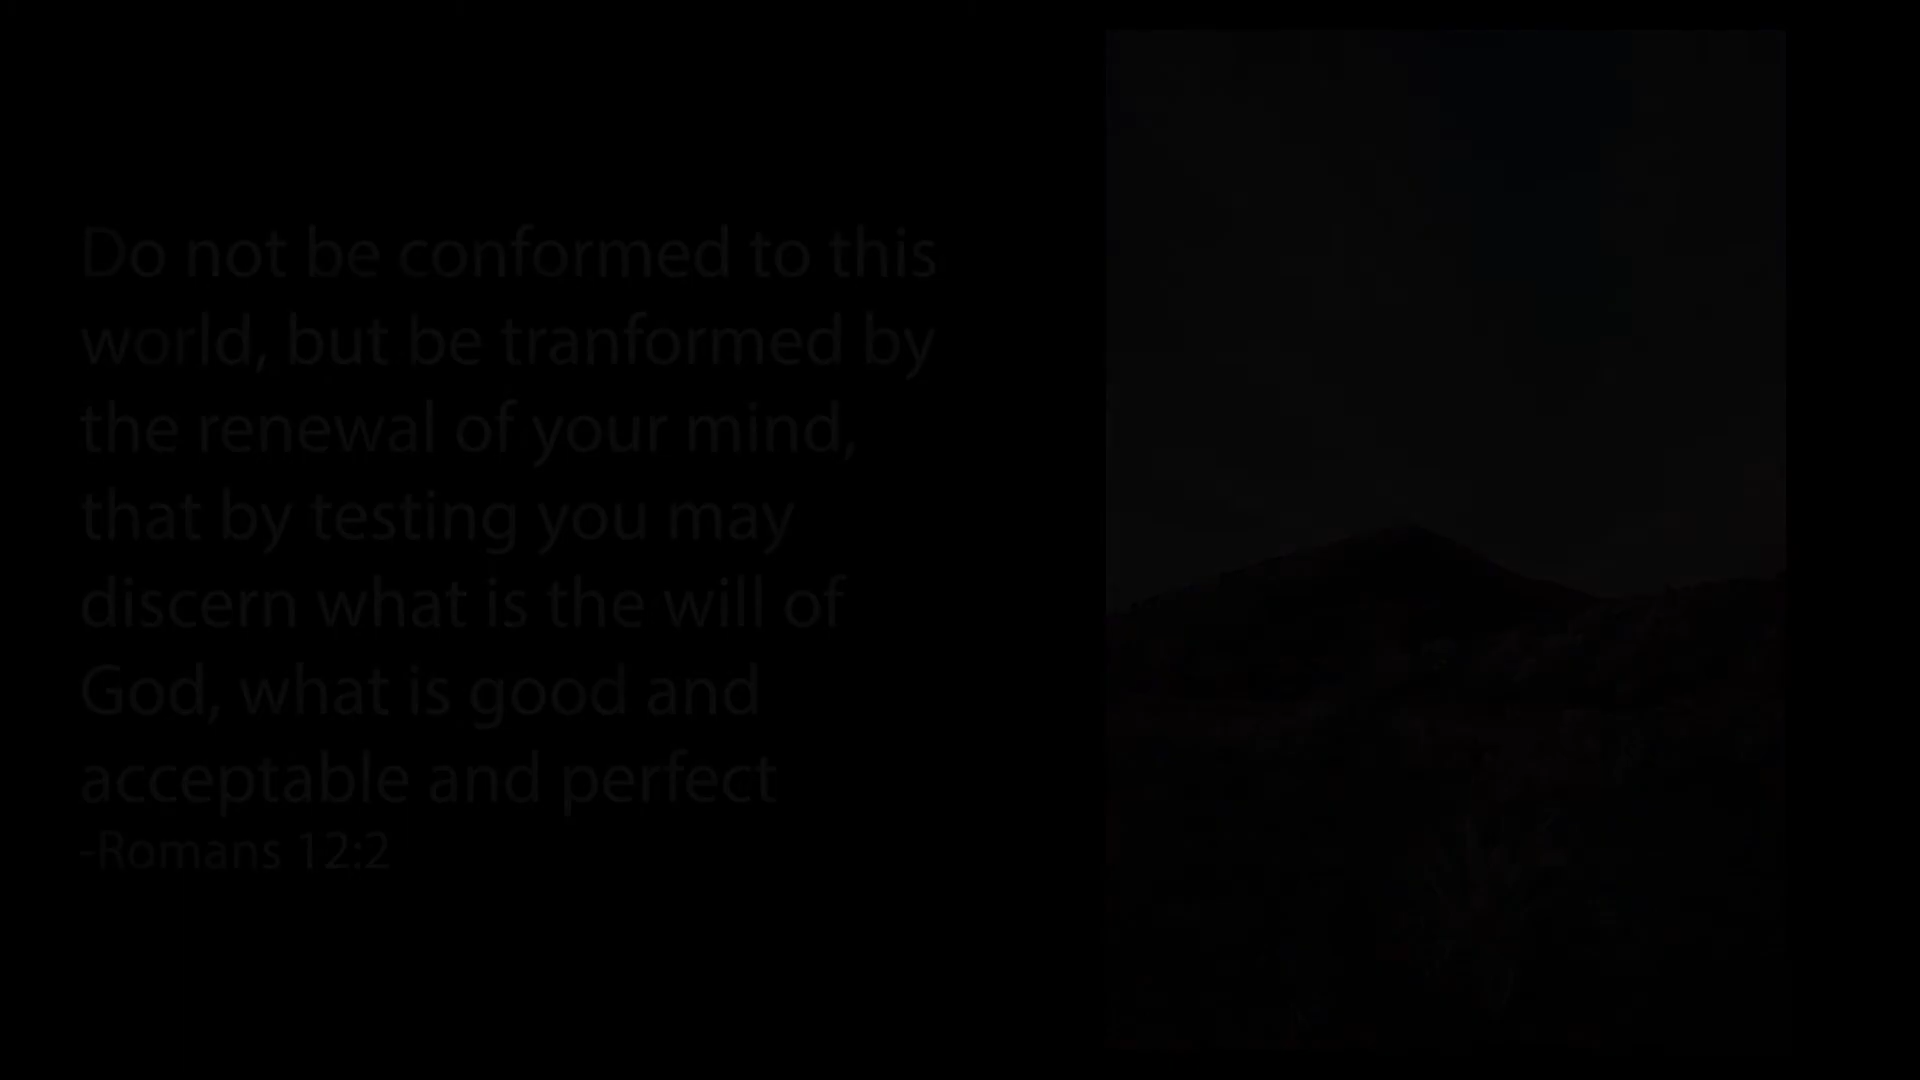 Do not be conformed to this
world, but be tranformed by
the renewal of your mind,
that by testing you may
discern what is the will of
God, what is good and
acceptable and perfect
-Romans 12:2